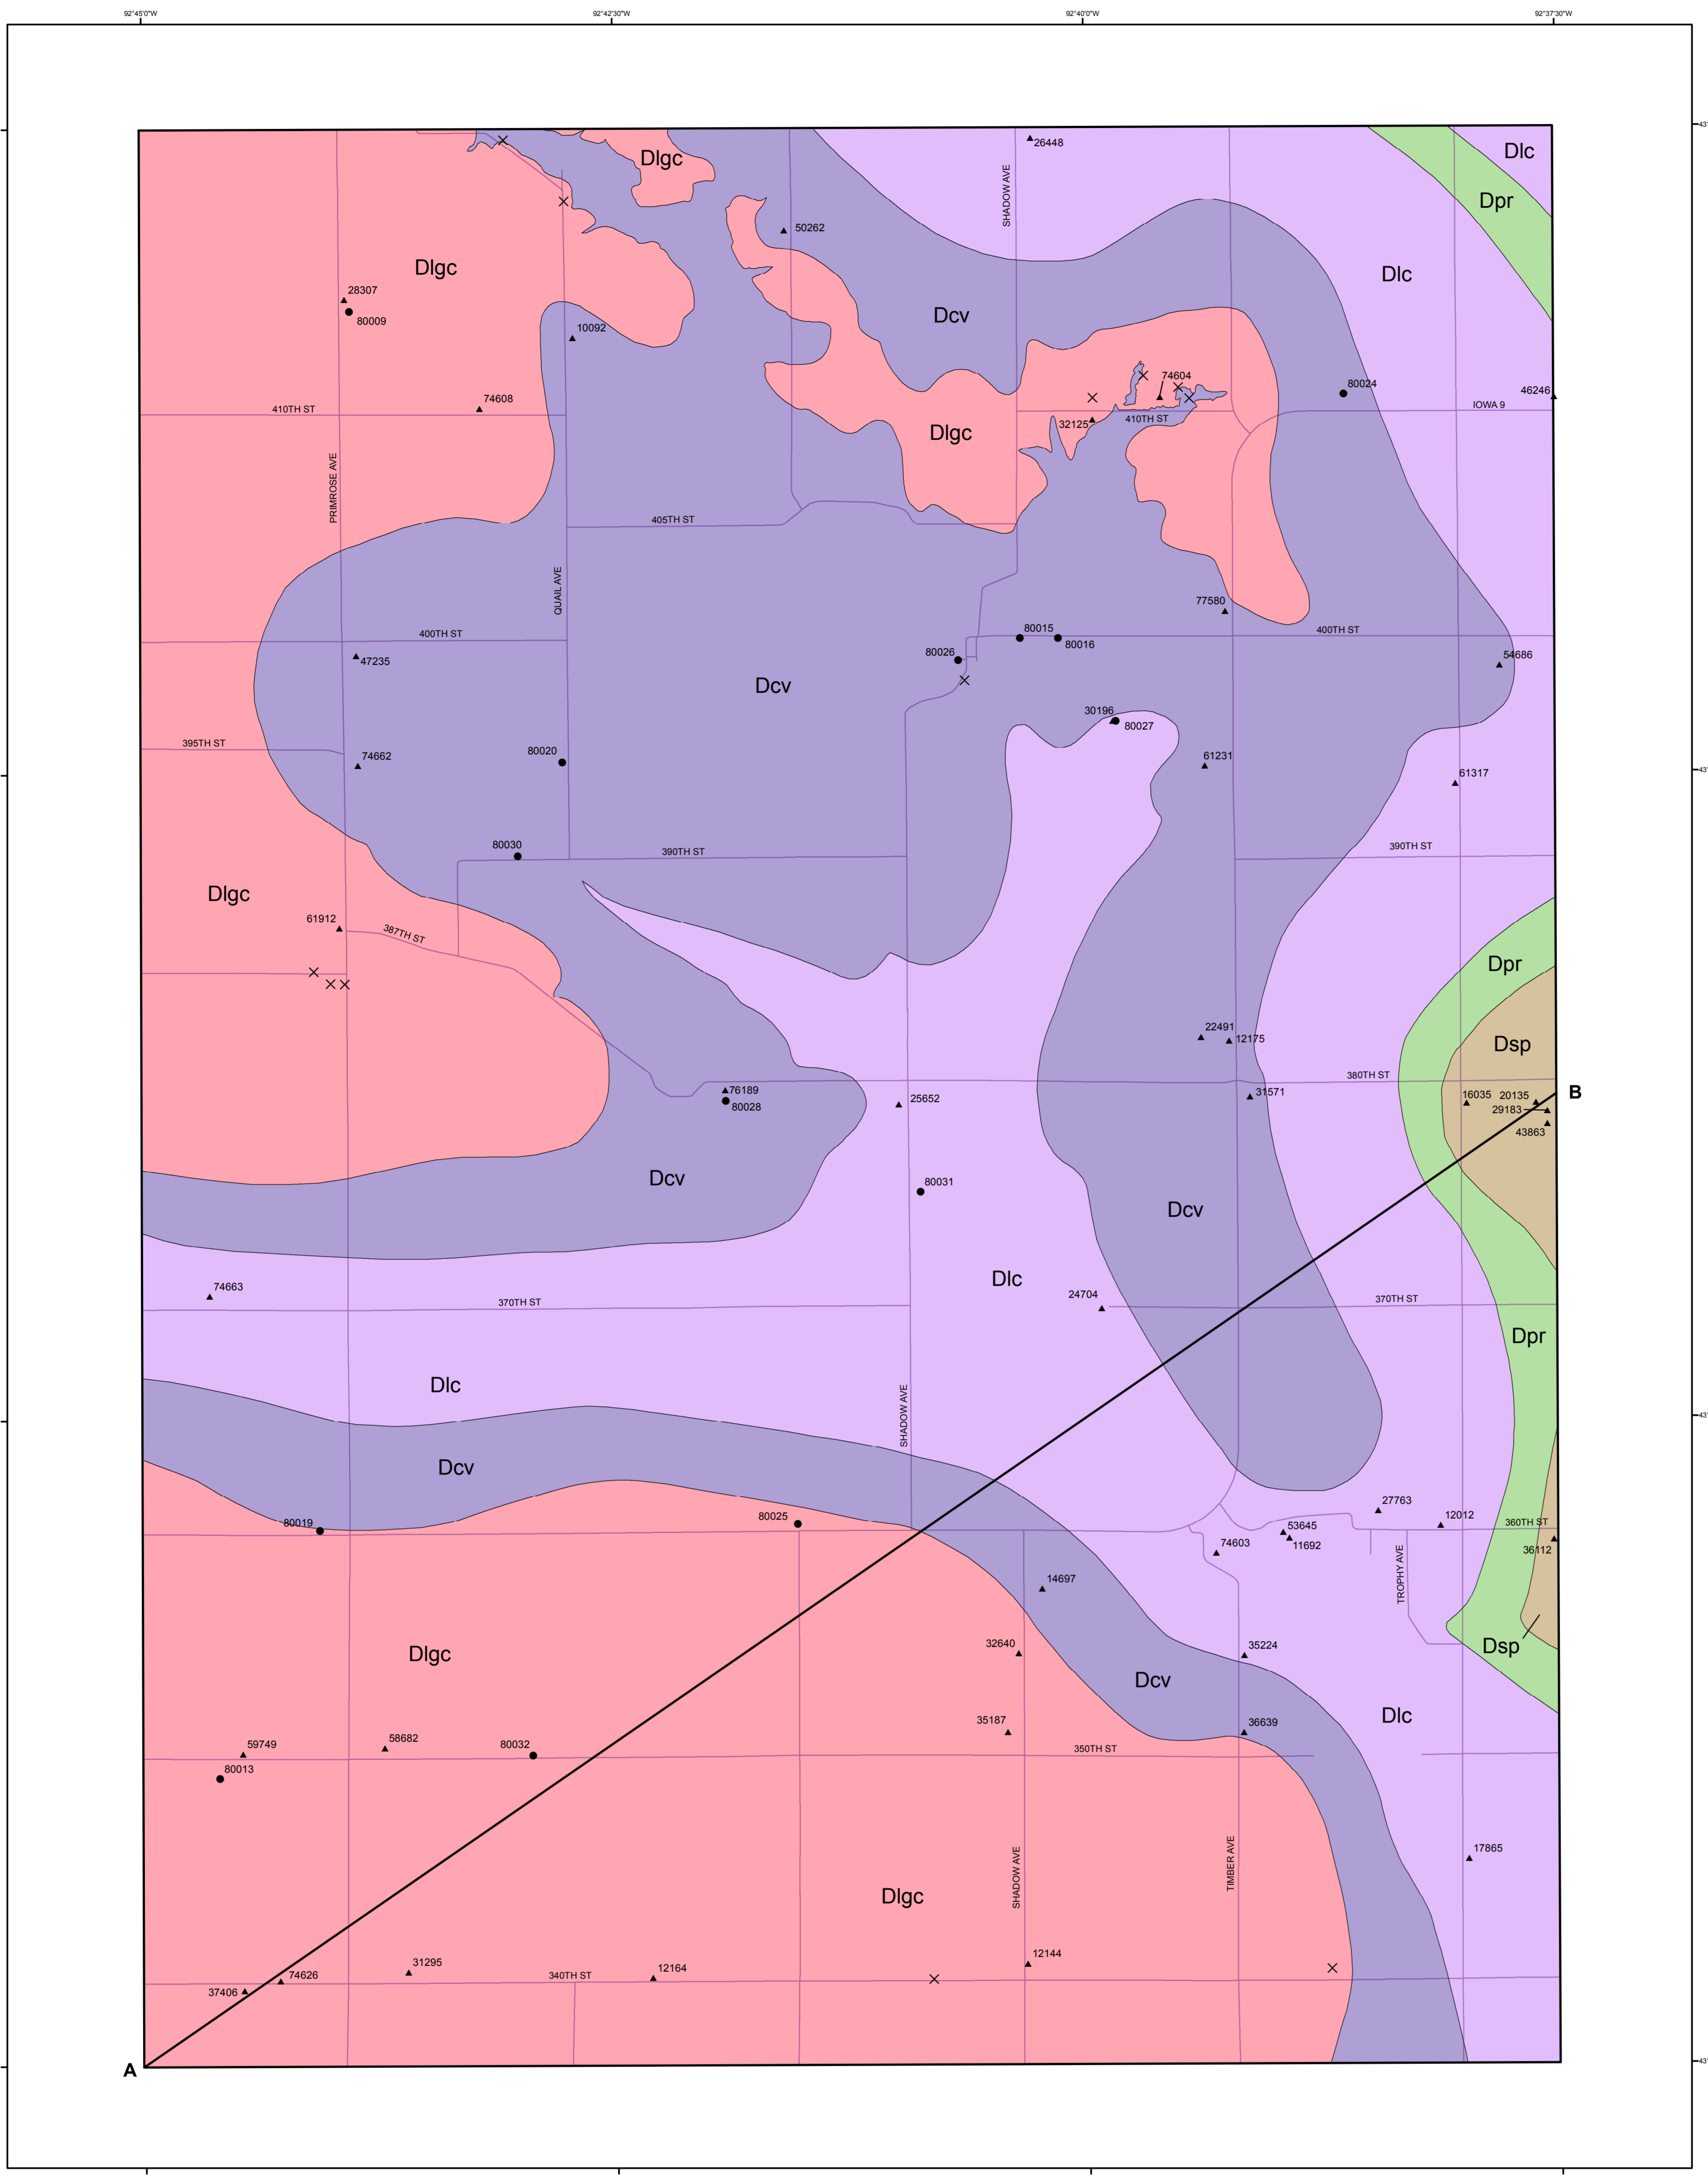 92°45'0"W
92°42'30"W
92°40'0"W
92°37'30"W
43°
26448
Dlgc
Dlc
SHADOW AVE
Dpr
50262
Dlgc
Dlc
28307
80009
Dcv
10092
74604
80024
46246
74608
410TH ST
IOWA 9
32125
410TH ST
Dlgc
PRIMROSE AVE
405TH ST
QUAIL AVE
77580
400TH ST
80015
80016
400TH ST
80026
47235
54686
Dcv
30196
80027
395TH ST
74662
80020
61231
43°
61317
80030
390TH ST
390TH ST
Dlgc
61912
387TH ST
Dpr
22491
12175
Dsp
380TH ST
76189
80028
25652
31571
16035
20135
29183
43863
B
Dcv
80031
Dcv
74663
Dlc
24704
370TH ST
370TH ST
Dpr
Dlc
SHADOW AVE
43°
Dcv
27763
80019
80025
53645
11692
12012
360TH ST
36112
74603
TROPHY AVE
14697
Dlgc
32640
35224
Dsp
Dcv
35187
36639
Dlc
59749
58682
80032
350TH ST
80013
SHADOW AVE
TIMBER AVE
17865
Dlgc
12144
74626
31295
340TH ST
12164
37406
A
43°